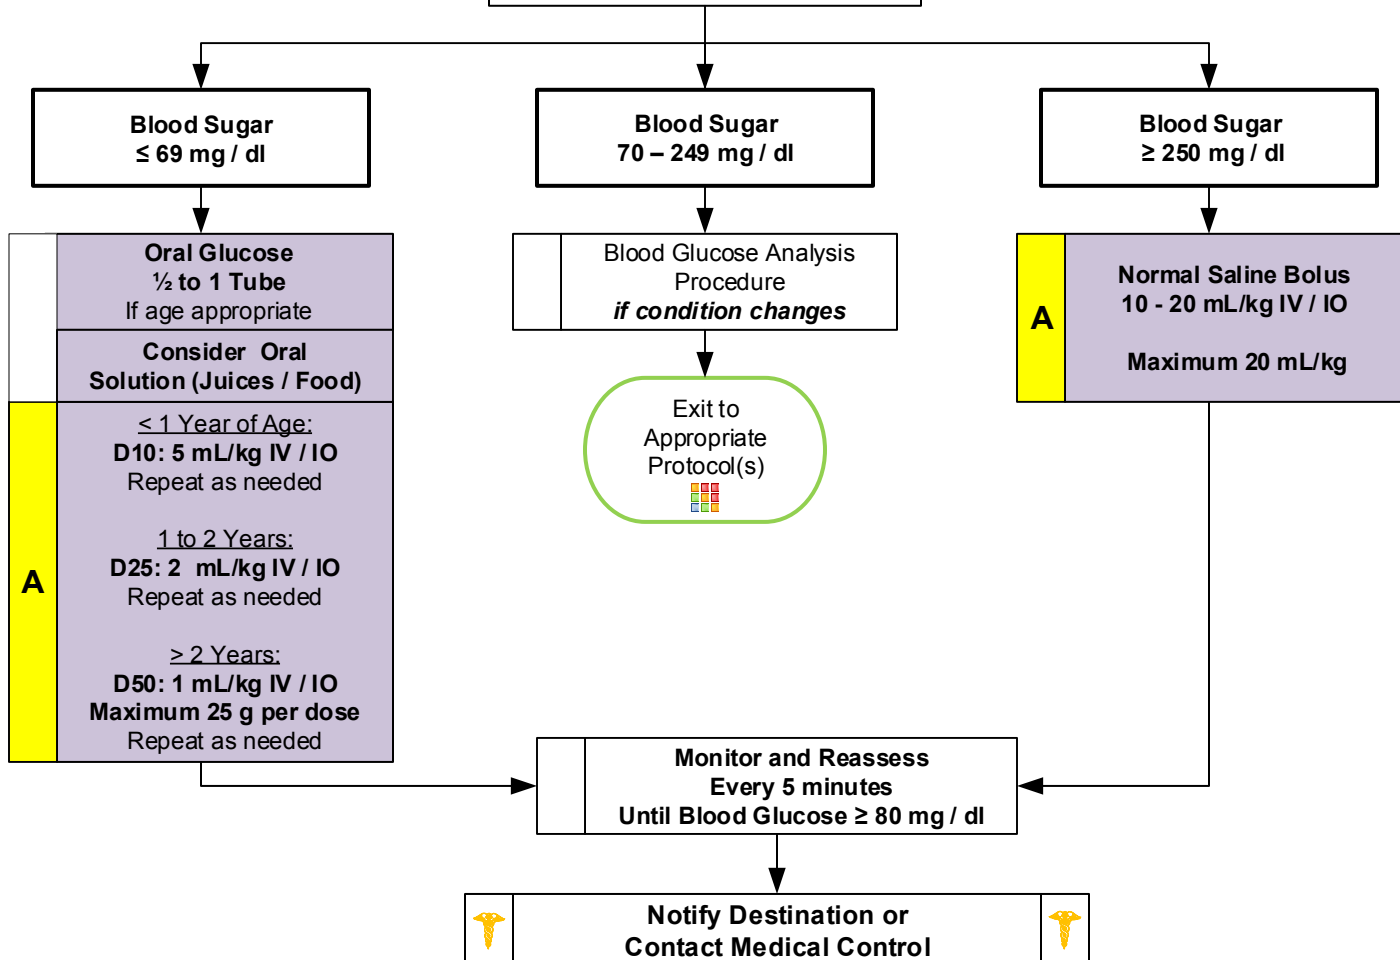 Blood Sugar
≤ 69 mg / dl
Blood Sugar
70 – 249 mg / dl
Blood Sugar
≥ 250 mg / dl
Oral Glucose
½ to 1 Tube
If age appropriate
Consider Oral
Solution (Juices / Food)
A
< 1 Year of Age:
D10: 5 mL/kg IV / IO
Repeat as needed
1 to 2 Years:
D25: 2 mL/kg IV / IO
Repeat as needed
> 2 Years:
D50: 1 mL/kg IV / IO
Maximum 25 g per dose
Repeat as needed
Blood Glucose Analysis
Procedure
if condition changes
Exit to
Appropriate
Protocol(s)
A
Normal Saline Bolus
10 - 20 mL/kg IV / IO
Maximum 20 mL/kg
Monitor and Reassess
Every 5 minutes
Until Blood Glucose ≥ 80 mg / dl
Notify Destination or
Contact Medical Control